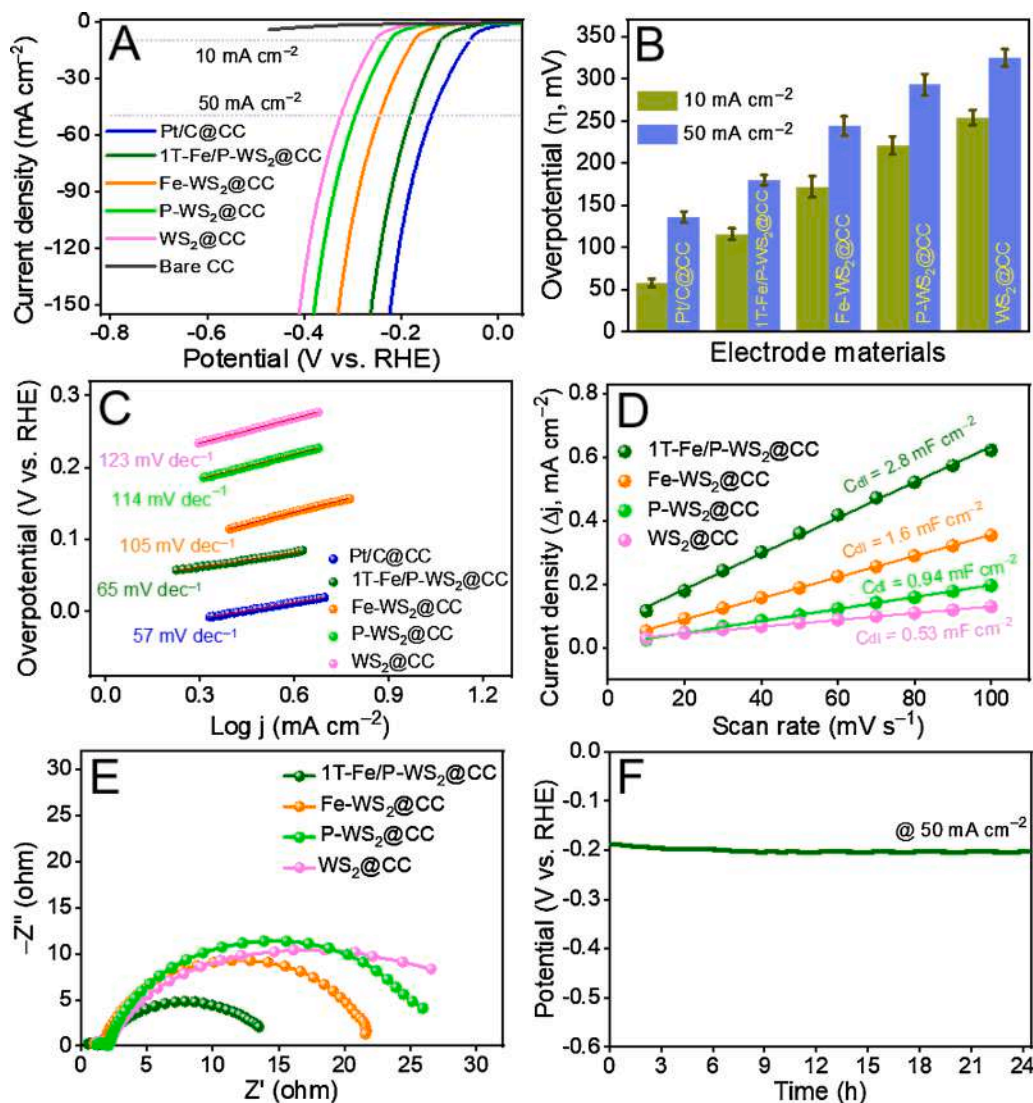 A
0
-30
-60
-90
-120
-150
Current density (mA cm⁻²)
10 mA cm⁻²
50 mA cm⁻²
Pt/C@CC
1T-Fe/P-WS₂@CC
Fe-WS₂@CC
P-WS₂@CC
WS₂@CC
Bare CC
-0.8 -0.6 -0.4 -0.2 0.0
Potential (V vs. RHE)
B
350
300
250
200
150
100
50
0
Overpotential (η, mV)
10 mA cm⁻²
50 mA cm⁻²
Pt/C@CC
1T-Fe/P-WS₂@CC
Fe-WS₂@CC
P-WS₂@CC
WS₂@CC
Electrode materials
C
0.3
0.2
0.1
0.0
Overpotential (V vs. RHE)
123 mV dec⁻¹
114 mV dec⁻¹
105 mV dec⁻¹
65 mV dec⁻¹
57 mV dec⁻¹
Pt/C@CC
1T-Fe/P-WS₂@CC
Fe-WS₂@CC
P-WS₂@CC
WS₂@CC
0.0 0.3 0.6 0.9 1.2
Log j (mA cm⁻²)
D
0.8
0.6
0.4
0.2
0.0
Current density (Δj, mA cm⁻²)
1T-Fe/P-WS₂@CC
Fe-WS₂@CC
P-WS₂@CC
WS₂@CC
Cdl = 2.8 mF cm⁻²
Cdl = 1.6 mF cm⁻²
Cdl = 0.94 mF cm⁻²
Cdl = 0.53 mF cm⁻²
0 20 40 60 80 100
Scan rate (mV s⁻¹)
E
30
25
20
15
10
5
0
−Z'' (ohm)
1T-Fe/P-WS₂@CC
Fe-WS₂@CC
P-WS₂@CC
WS₂@CC
0 5 10 15 20 25 30
Z' (ohm)
F
0.0
-0.1
-0.2
-0.3
-0.4
-0.5
-0.6
Potential (V vs. RHE)
@ 50 mA cm⁻²
0 3 6 9 12 15 18 21 24
Time (h)